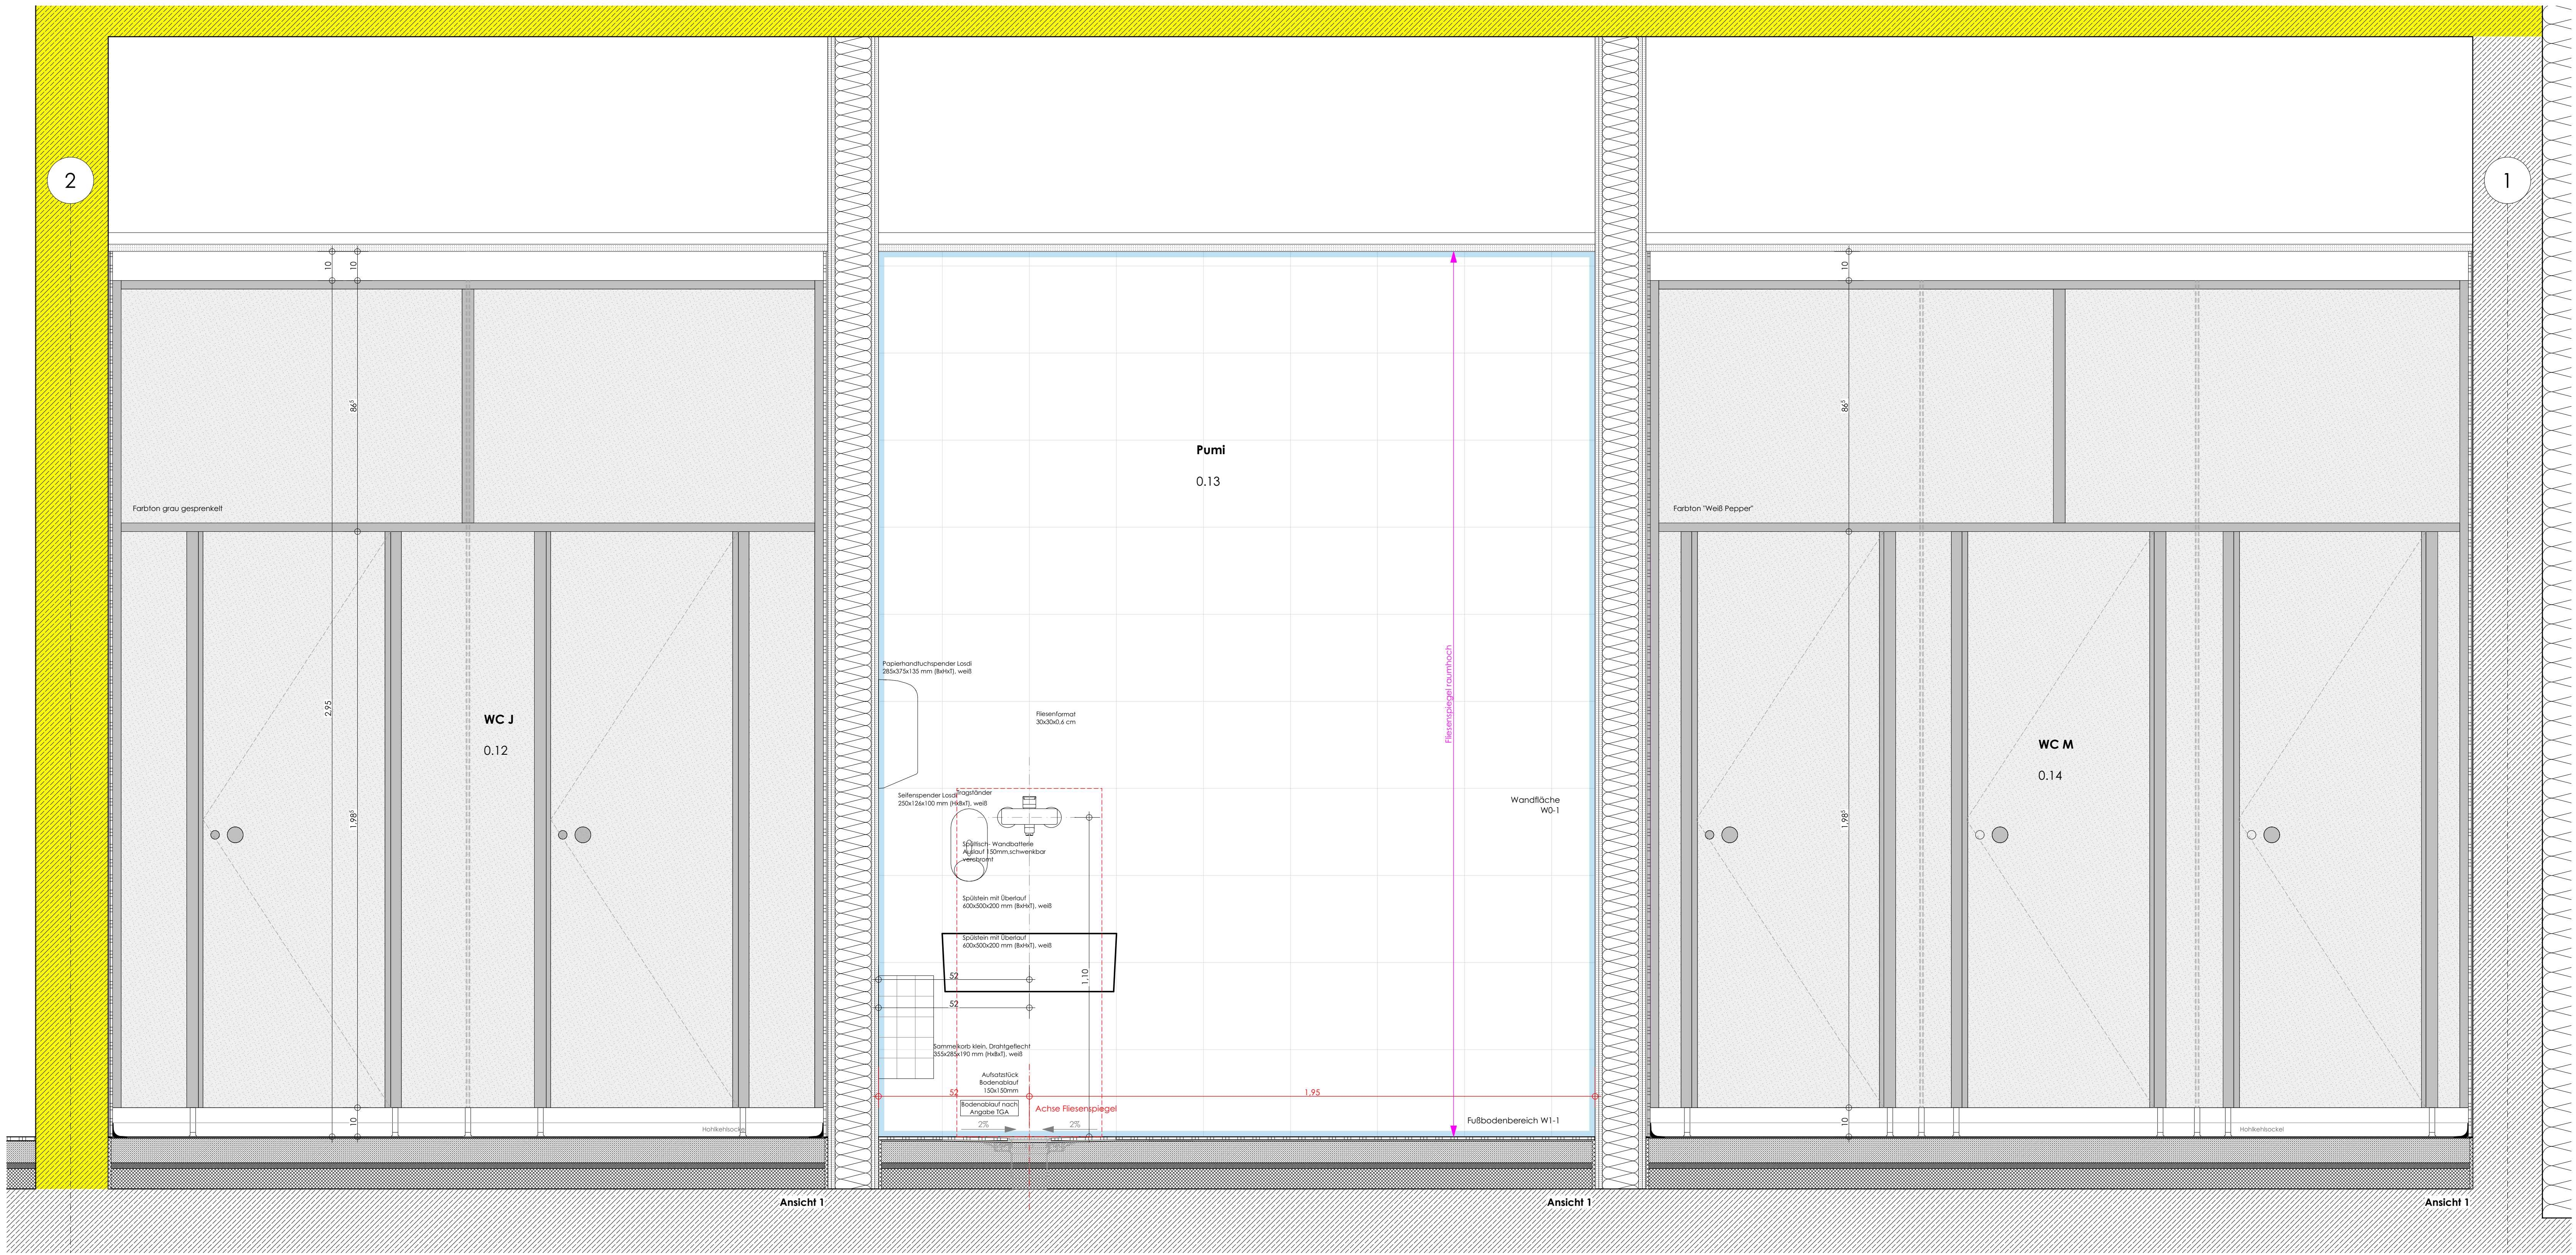 2
1
10
10
10
86⁵
86⁵
Farbton grau gesprenkelt
Pumi
0.13
Farbton "Weiß Pepper"
Papierhandtuchspender Losdi
285x375x135 mm (BxHxT), weiß
Fliesenformat
30x30x0,6 cm
Fliesenspiegel raumhach
2,95
WC J
0.12
WC M
0.14
Seifenspender Losdi
250x126x100 mm (HxBxT), weiß
Tragständer
Wandfläche
W0-1
1,98⁵
1,98⁵
Spültisch- Wandbatterie
Auslauf 150mm,schwenkbar
verchromt
Spülstein mit Überlauf
600x500x200 mm (BxHxT), weiß
Spülstein mit Überlauf
600x500x200 mm (BxHxT), weiß
52
1,10
52
Sammelkorb klein, Drahtgeflecht
355x285x190 mm (HxBxT), weiß
Aufsatzstück
Bodenablauf
150x150mm
52
1,95
Bodenablauf nach
Angabe TGA
Achse Fliesenspiegel
10
10
2%
2%
Fußbodenbereich W1-1
Hohlkehlsockel
Hohlkehlsockel
Ansicht 1
Ansicht 1
Ansicht 1